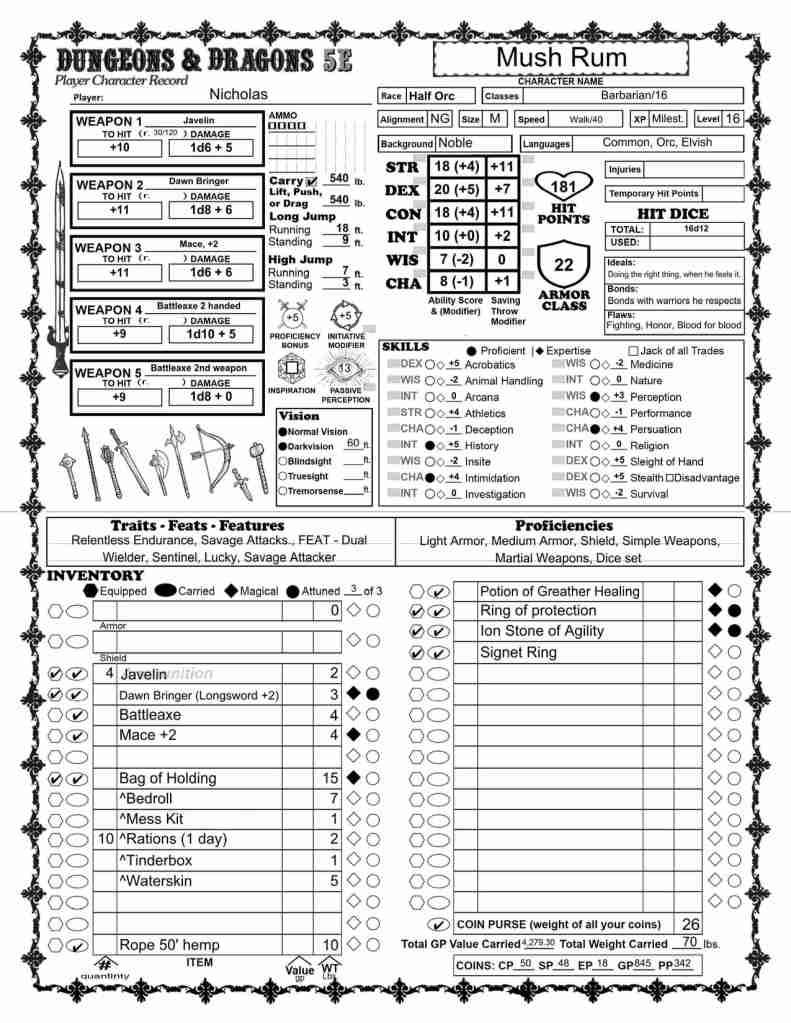 DUNGEONS & DRAGONS 5E
Player Character Record
Mush Rum
CHARACTER NAME
Player: Nicholas
Race Half Orc Classes Barbarian/16
Alignment NG Size M Speed Walk/40 XP Milest. Level 16
Background Noble Languages Common, Orc, Elvish
WEAPON 1 Javelin
TO HIT (r. 30/120 ) DAMAGE
+10 1d6 + 5
WEAPON 2 Dawn Bringer
TO HIT (r. ) DAMAGE
+11 1d8 + 6
WEAPON 3 Mace, +2
TO HIT (r. ) DAMAGE
+11 1d6 + 6
WEAPON 4 Battleaxe 2 handed
TO HIT (r. ) DAMAGE
+9 1d10 + 5
WEAPON 5 Battleaxe 2nd weapon
TO HIT (r. ) DAMAGE
+9 1d8 + 0
AMMO
Carry ✔ 540 lb.
Lift, Push,
or Drag 540 lb.
Long Jump
Running 18 ft.
Standing 9 ft.
High Jump
Running 7 ft.
Standing 3 ft.
+5 +5
PROFICIENCY BONUS
INITIATIVE MODIFIER
13
INSPIRATION
PASSIVE PERCEPTION
Vision
Normal Vision
Darkvision 60 ft.
Blindsight ft.
Truesight ft.
Tremorsense ft.
STR 18 (+4) +11
DEX 20 (+5) +7
CON 18 (+4) +11
INT 10 (+0) +2
WIS 7 (-2) 0
CHA 8 (-1) +1
Ability Score & (Modifier)
Saving Throw Modifier
181
HIT POINTS
22
ARMOR CLASS
Injuries
Temporary Hit Points
HIT DICE
TOTAL: 16d12
USED:
Ideals:
Doing the right thing, when he feels it.
Bonds:
Bonds with warriors he respects
Flaws:
Fighting, Honor, Blood for blood
SKILLS Proficient | Expertise Jack of all Trades
DEX +5 Acrobatics
WIS -2 Animal Handling
INT 0 Arcana
STR +4 Athletics
CHA -1 Deception
INT +5 History
WIS -2 Insite
CHA +4 Intimidation
INT 0 Investigation
WIS -2 Medicine
INT 0 Nature
WIS +3 Perception
CHA -1 Performance
CHA +4 Persuation
INT 0 Religion
DEX +5 Sleight of Hand
DEX +5 Stealth Disadvantage
WIS -2 Survival
Traits - Feats - Features
Relentless Endurance, Savage Attacks., FEAT - Dual
Wielder, Sentinel, Lucky, Savage Attacker
Proficiencies
Light Armor, Medium Armor, Shield, Simple Weapons,
Martial Weapons, Dice set
INVENTORY
Equipped Carried Magical Attuned 3 of 3
0
Armor
Shield
4 Javelin 2
Dawn Bringer (Longsword +2) 3
Battleaxe 4
Mace +2 4
Bag of Holding 15
^Bedroll 7
^Mess Kit 1
10 ^Rations (1 day) 2
^Tinderbox 1
^Waterskin 5
Rope 50' hemp 10
# quantinty ITEM Value gp WT Lbs.
Potion of Greather Healing
Ring of protection
Ion Stone of Agility
Signet Ring
COIN PURSE (weight of all your coins) 26
Total GP Value Carried 4,279.30 Total Weight Carried 70 lbs.
COINS: CP 50 SP 48 EP 18 GP 845 PP 342